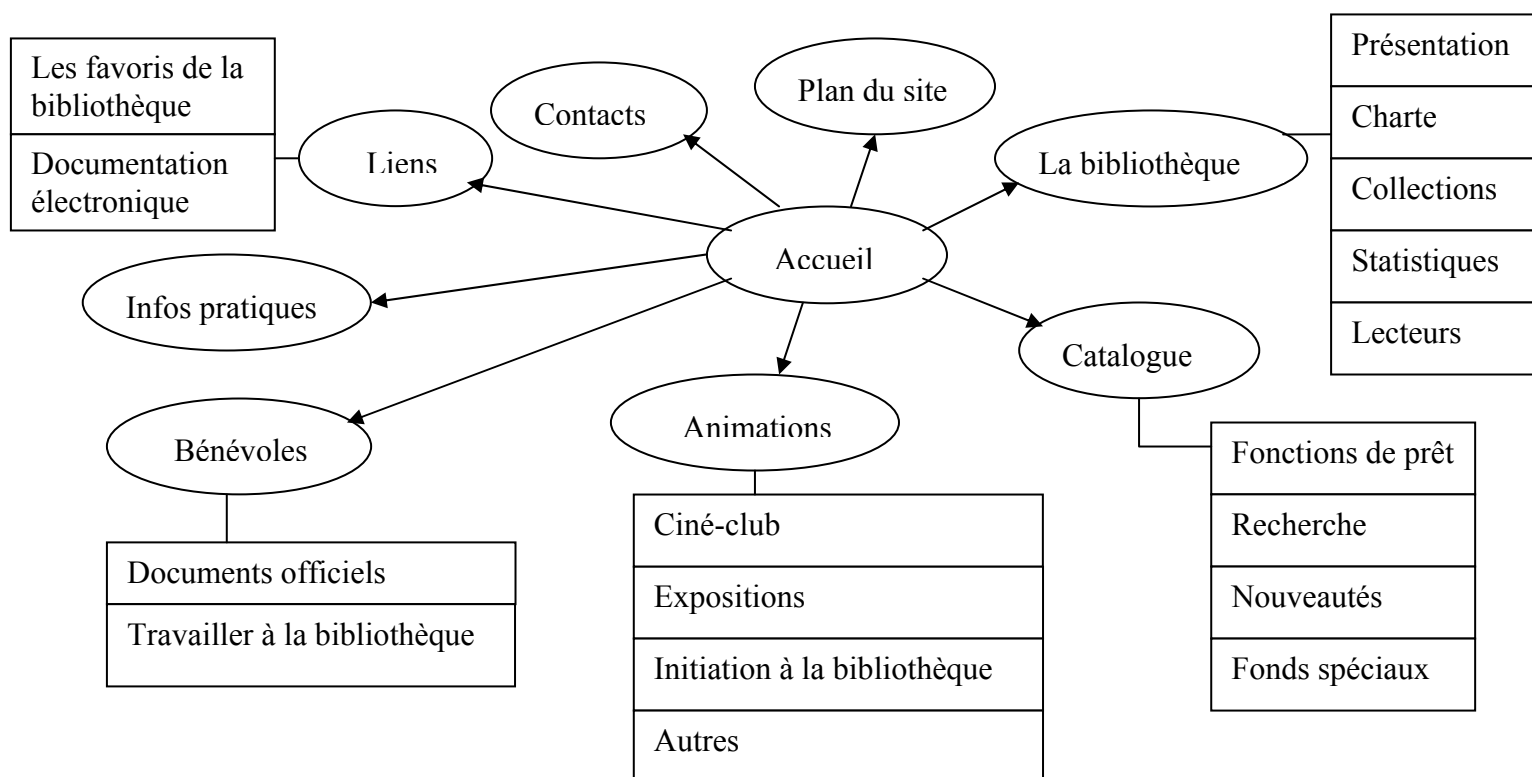 Les favoris de la
bibliothèque
Documentation
électronique
Liens
Contacts
Plan du site
La bibliothèque
Présentation
Charte
Collections
Statistiques
Lecteurs
Accueil
Infos pratiques
Catalogue
Fonctions de prêt
Recherche
Nouveautés
Fonds spéciaux
Bénévoles
Documents officiels
Travailler à la bibliothèque
Animations
Ciné-club
Expositions
Initiation à la bibliothèque
Autres